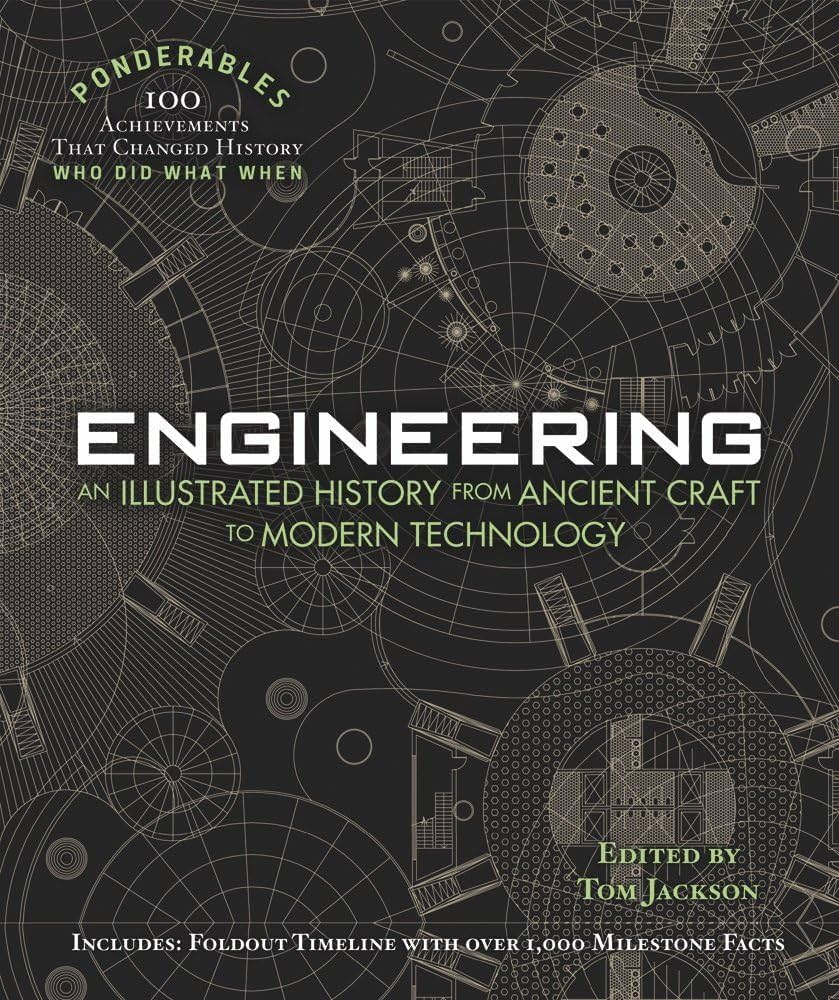 PONDERABLES
100
ACHIEVEMENTS
THAT CHANGED HISTORY
WHO DID WHAT WHEN
ENGINEERING
AN ILLUSTRATED HISTORY FROM ANCIENT CRAFT
TO MODERN TECHNOLOGY
EDITED BY
TOM JACKSON
INCLUDES: FOLDOUT TIMELINE WITH OVER 1,000 MILESTONE FACTS